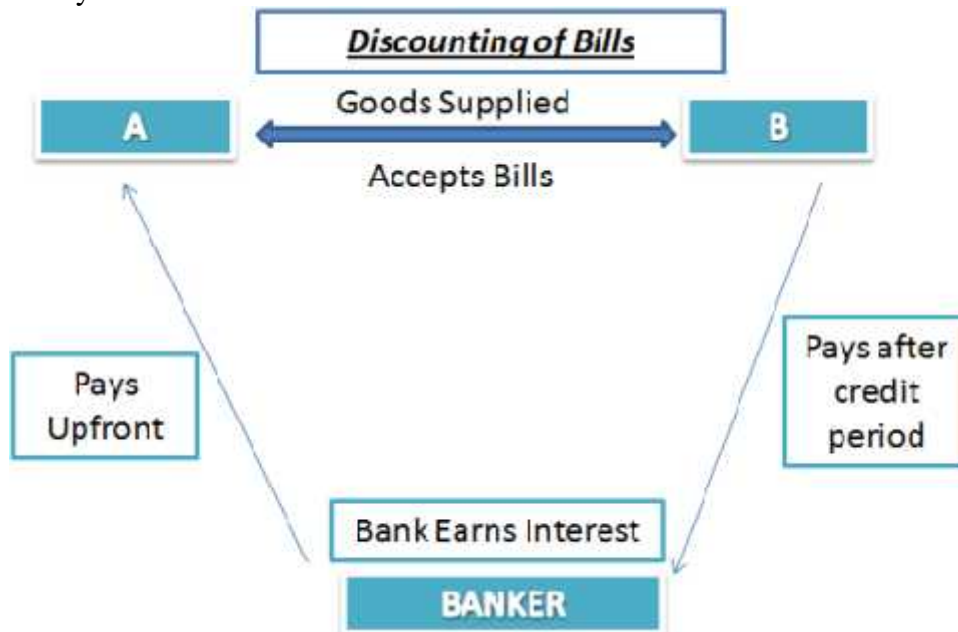 Discounting of Bills
Goods Supplied
A
B
Accepts Bills
Pays
Upfront
Pays after
credit
period
Bank Earns Interest
BANKER